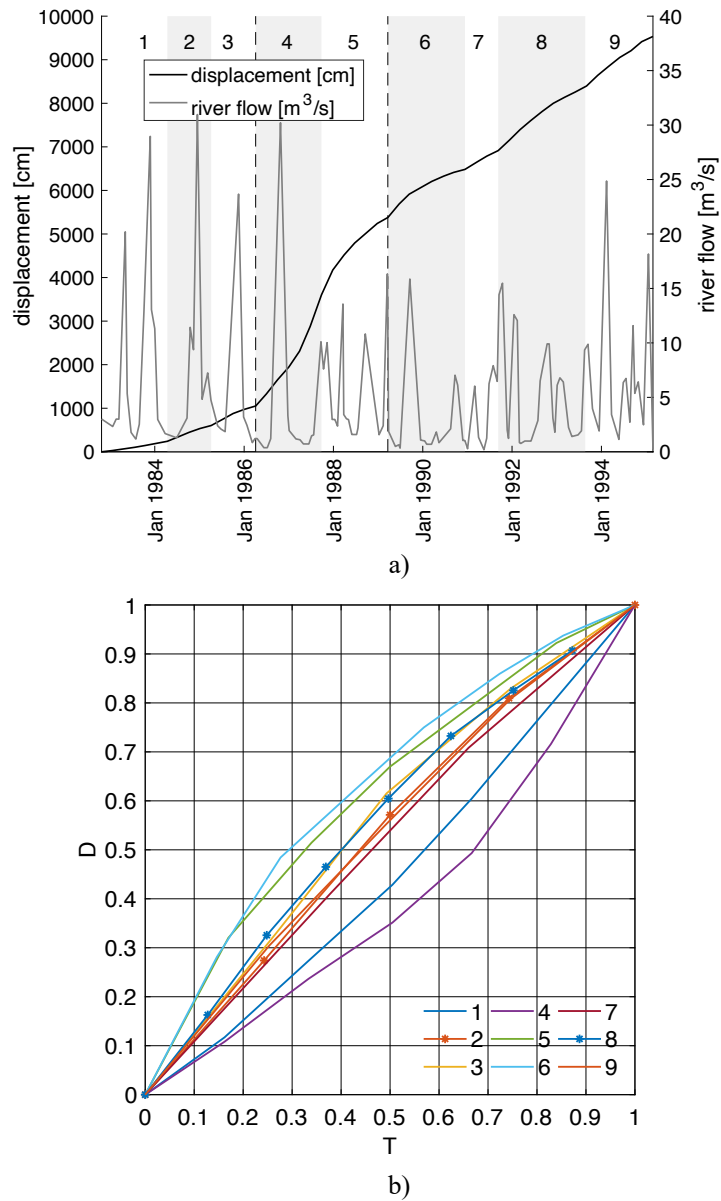 10000
9000
8000
7000
6000
5000
4000
3000
2000
1000
0
displacement [cm]
1 2 3 4 5 6 7 8 9
displacement [cm]
river flow [m³/s]
40
35
30
25
20
15
10
5
0
river flow [m³/s]
Jan 1984
Jan 1986
Jan 1988
Jan 1990
Jan 1992
Jan 1994
a)
1
0.9
0.8
0.7
0.6
0.5
0.4
0.3
0.2
0.1
0
D
1 4 7
2 5 8
3 6 9
0 0.1 0.2 0.3 0.4 0.5 0.6 0.7 0.8 0.9 1
T
b)